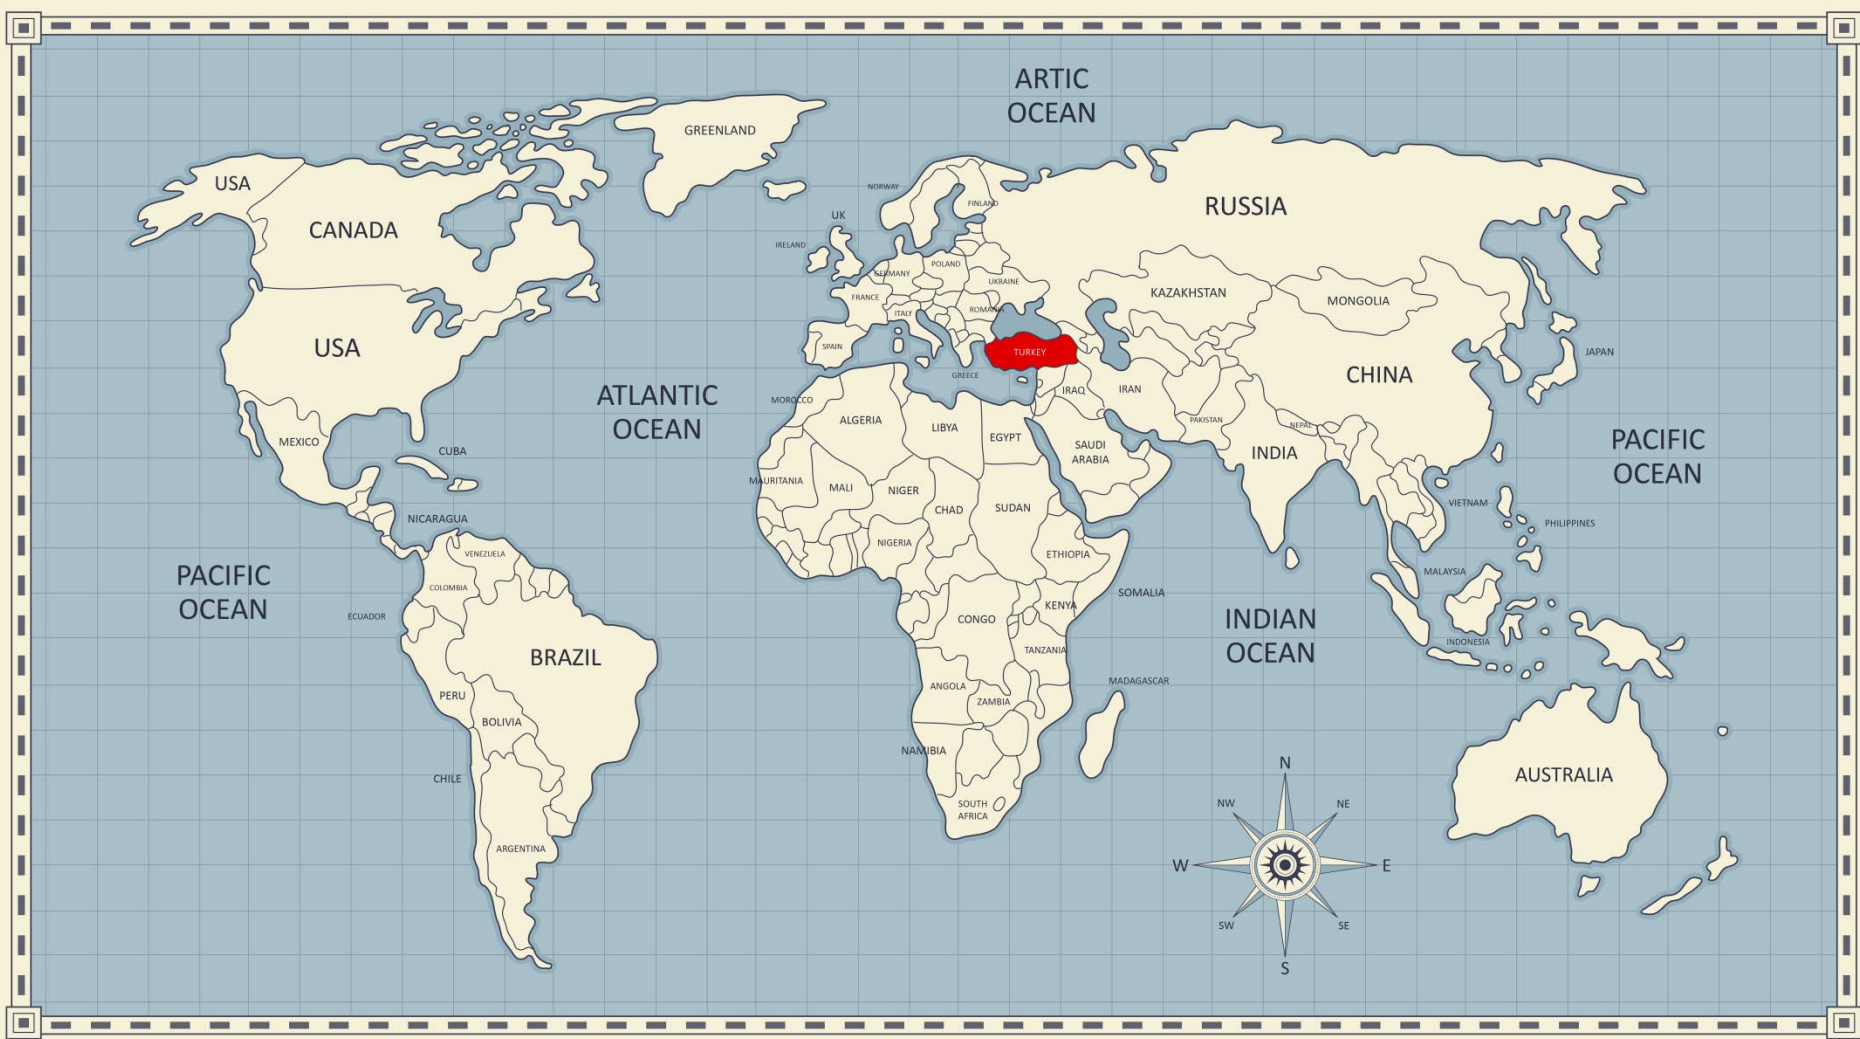 ARTIC
OCEAN
GREENLAND
USA
CANADA
NORWAY
FINLAND
RUSSIA
UK
IRELAND
GERMANY
POLAND
UKRAINE
FRANCE
ITALY
ROMANIA
KAZAKHSTAN
MONGOLIA
USA
SPAIN
TURKEY
GREECE
JAPAN
CHINA
ATLANTIC
OCEAN
MOROCCO
ALGERIA
LIBYA
EGYPT
IRAQ
IRAN
PAKISTAN
NEPAL
SAUDI
ARABIA
INDIA
PACIFIC
OCEAN
MEXICO
CUBA
MAURITANIA
MALI
NIGER
CHAD
SUDAN
VIETNAM
PHILIPPINES
NICARAGUA
NIGERIA
ETHIOPIA
VENEZUELA
COLOMBIA
PACIFIC
OCEAN
ECUADOR
MALAYSIA
SOMALIA
KENYA
CONGO
INDIAN
OCEAN
INDONESIA
BRAZIL
TANZANIA
PERU
ANGOLA
ZAMBIA
MADAGASCAR
BOLIVIA
NAMIBIA
CHILE
AUSTRALIA
SOUTH
AFRICA
ARGENTINA
N
NW
NE
W
E
SW
SE
S